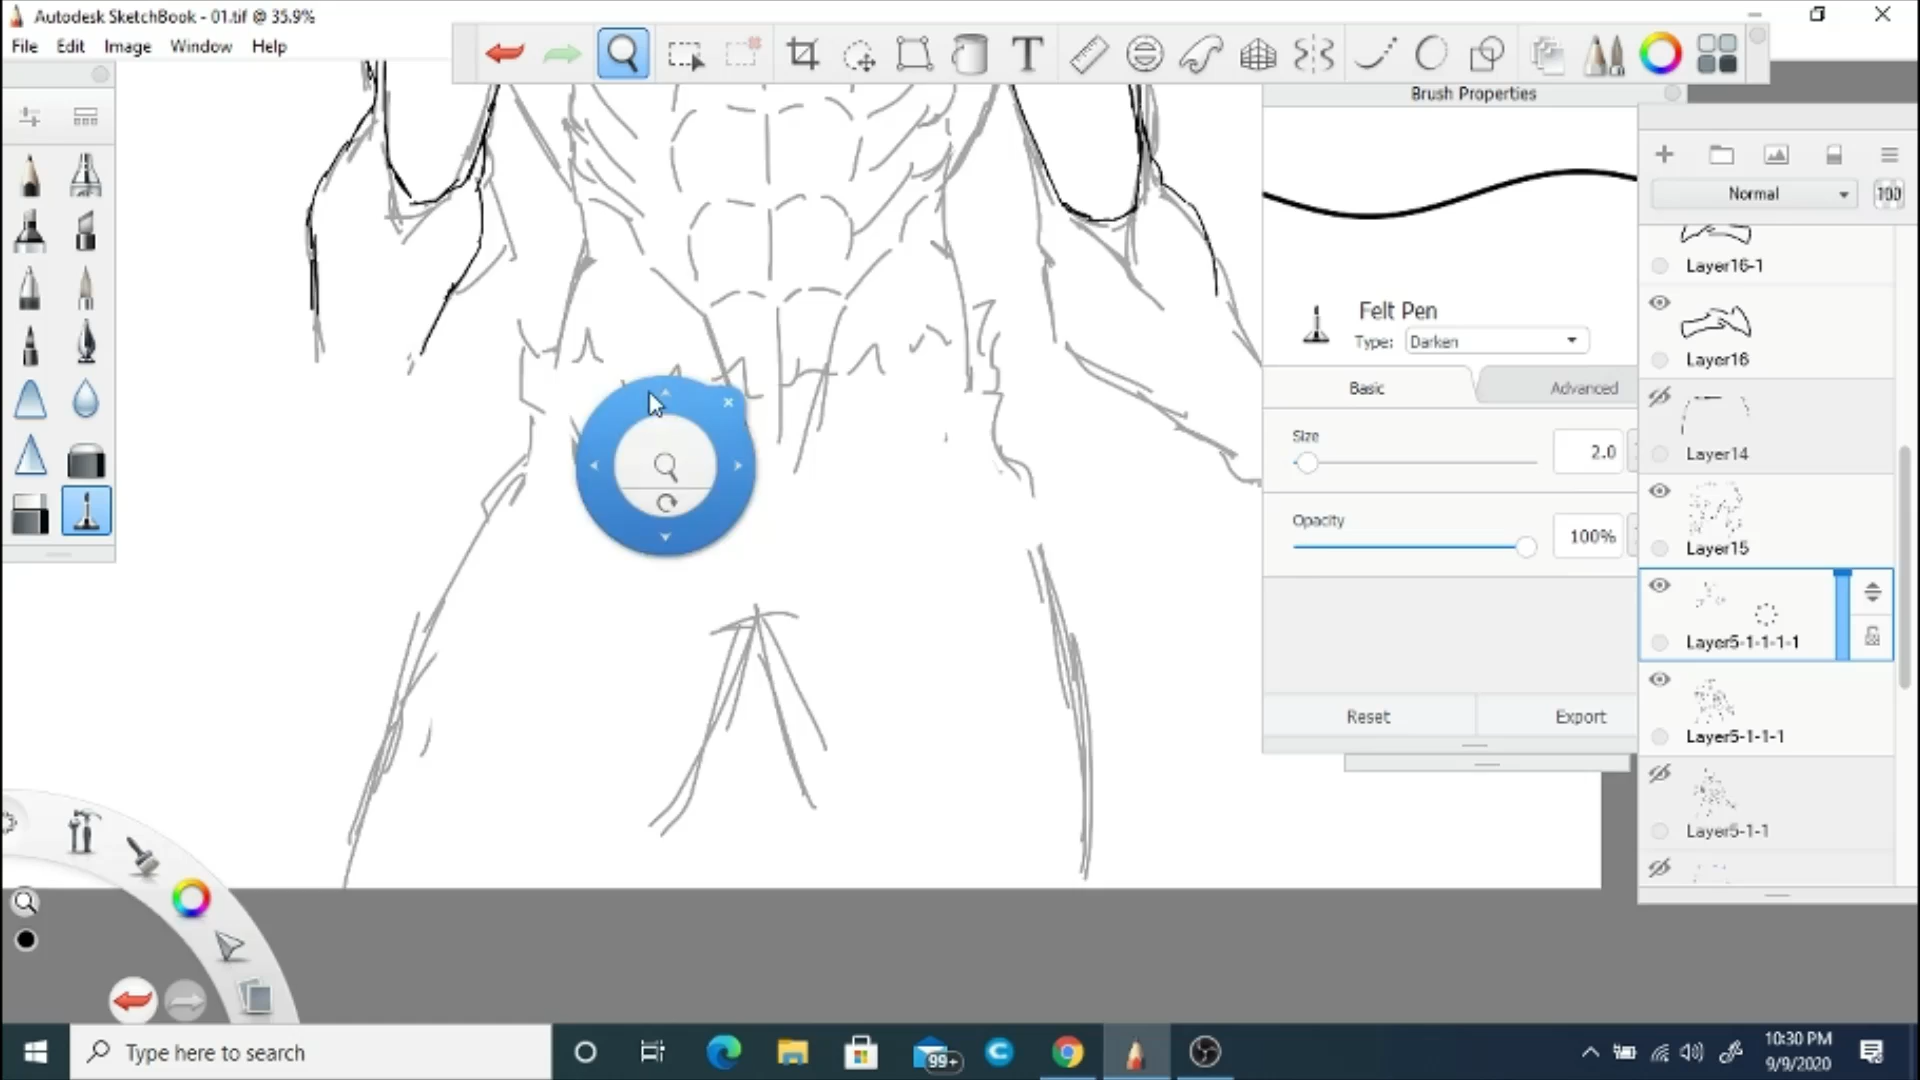 Autodesk SketchBook - 01.tif @ 35.9%
File Edit Image Window Help
T
Brush Properties
Normal
100
Layer16-1
Felt Pen
Type: Darken
Layer16
Basic Advanced
Layer14
Size
2.0
Opacity
100%
Layer15
Layer5-1-1-1-1
Reset Export
Layer5-1-1-1
Layer5-1-1
Type here to search
99+
10:30 PM
9/9/2020